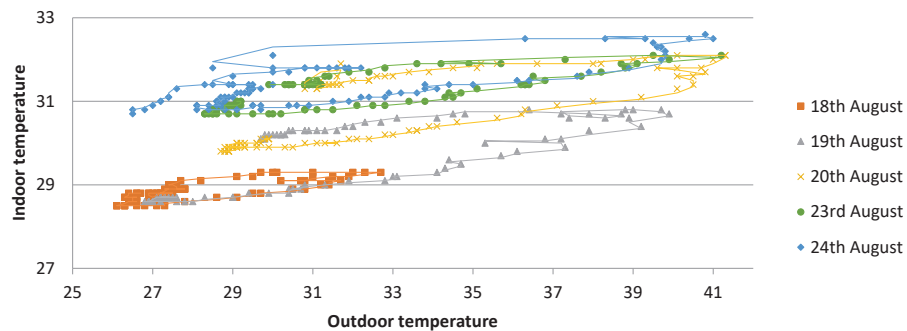 33
31
29
27
Indoor temperature
25 27 29 31 33 35 37 39 41
Outdoor temperature
18th August
19th August
20th August
23rd August
24th August